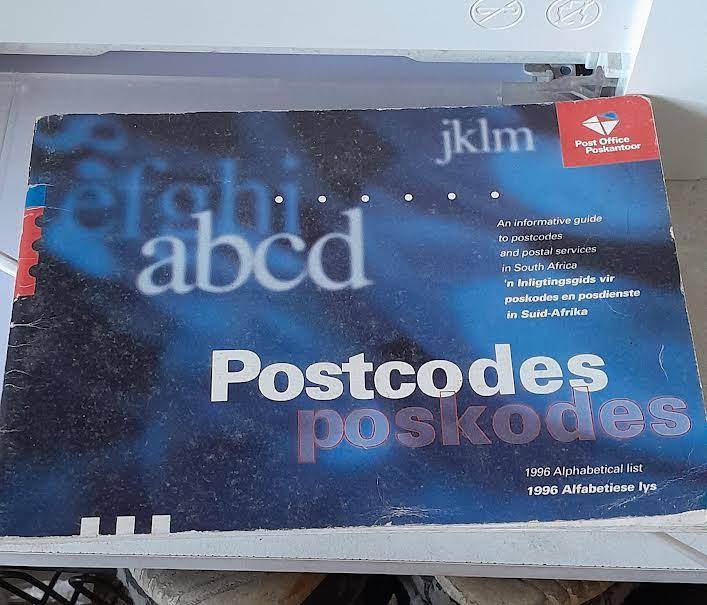 jklm
Post Office
Poskantoor
efghi
abcd
An informative guide
to postcodes
and postal services
in South Africa
'n Inligtingsgids vir
poskodes en posdienste
in Suid-Afrika
Postcodes
poskodes
1996 Alphabetical list
1996 Alfabetiese lys